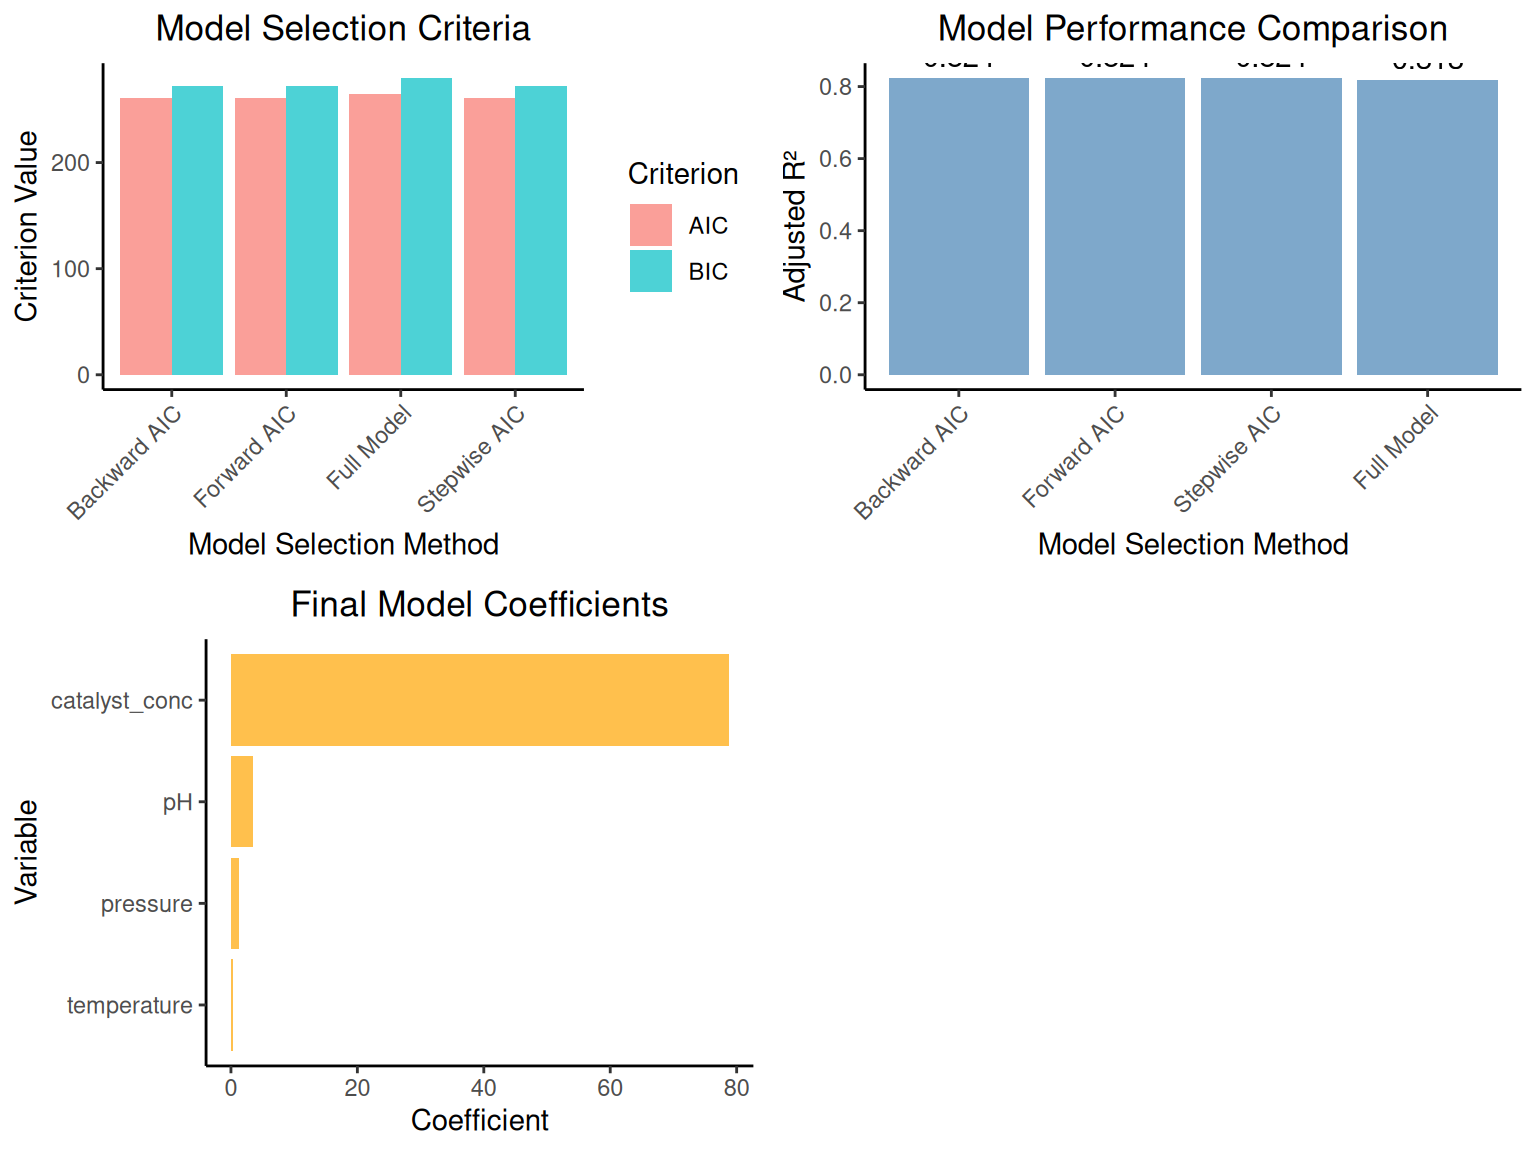 Model Selection Criteria
Criterion Value
200
100
0
Backward AIC
Forward AIC
Full Model
Stepwise AIC
Model Selection Method
Criterion
AIC
BIC
Model Performance Comparison
Adjusted R²
0.8
0.6
0.4
0.2
0.0
Backward AIC
Forward AIC
Stepwise AIC
Full Model
Model Selection Method
Final Model Coefficients
Variable
catalyst_conc
pH
pressure
temperature
0 20 40 60 80
Coefficient